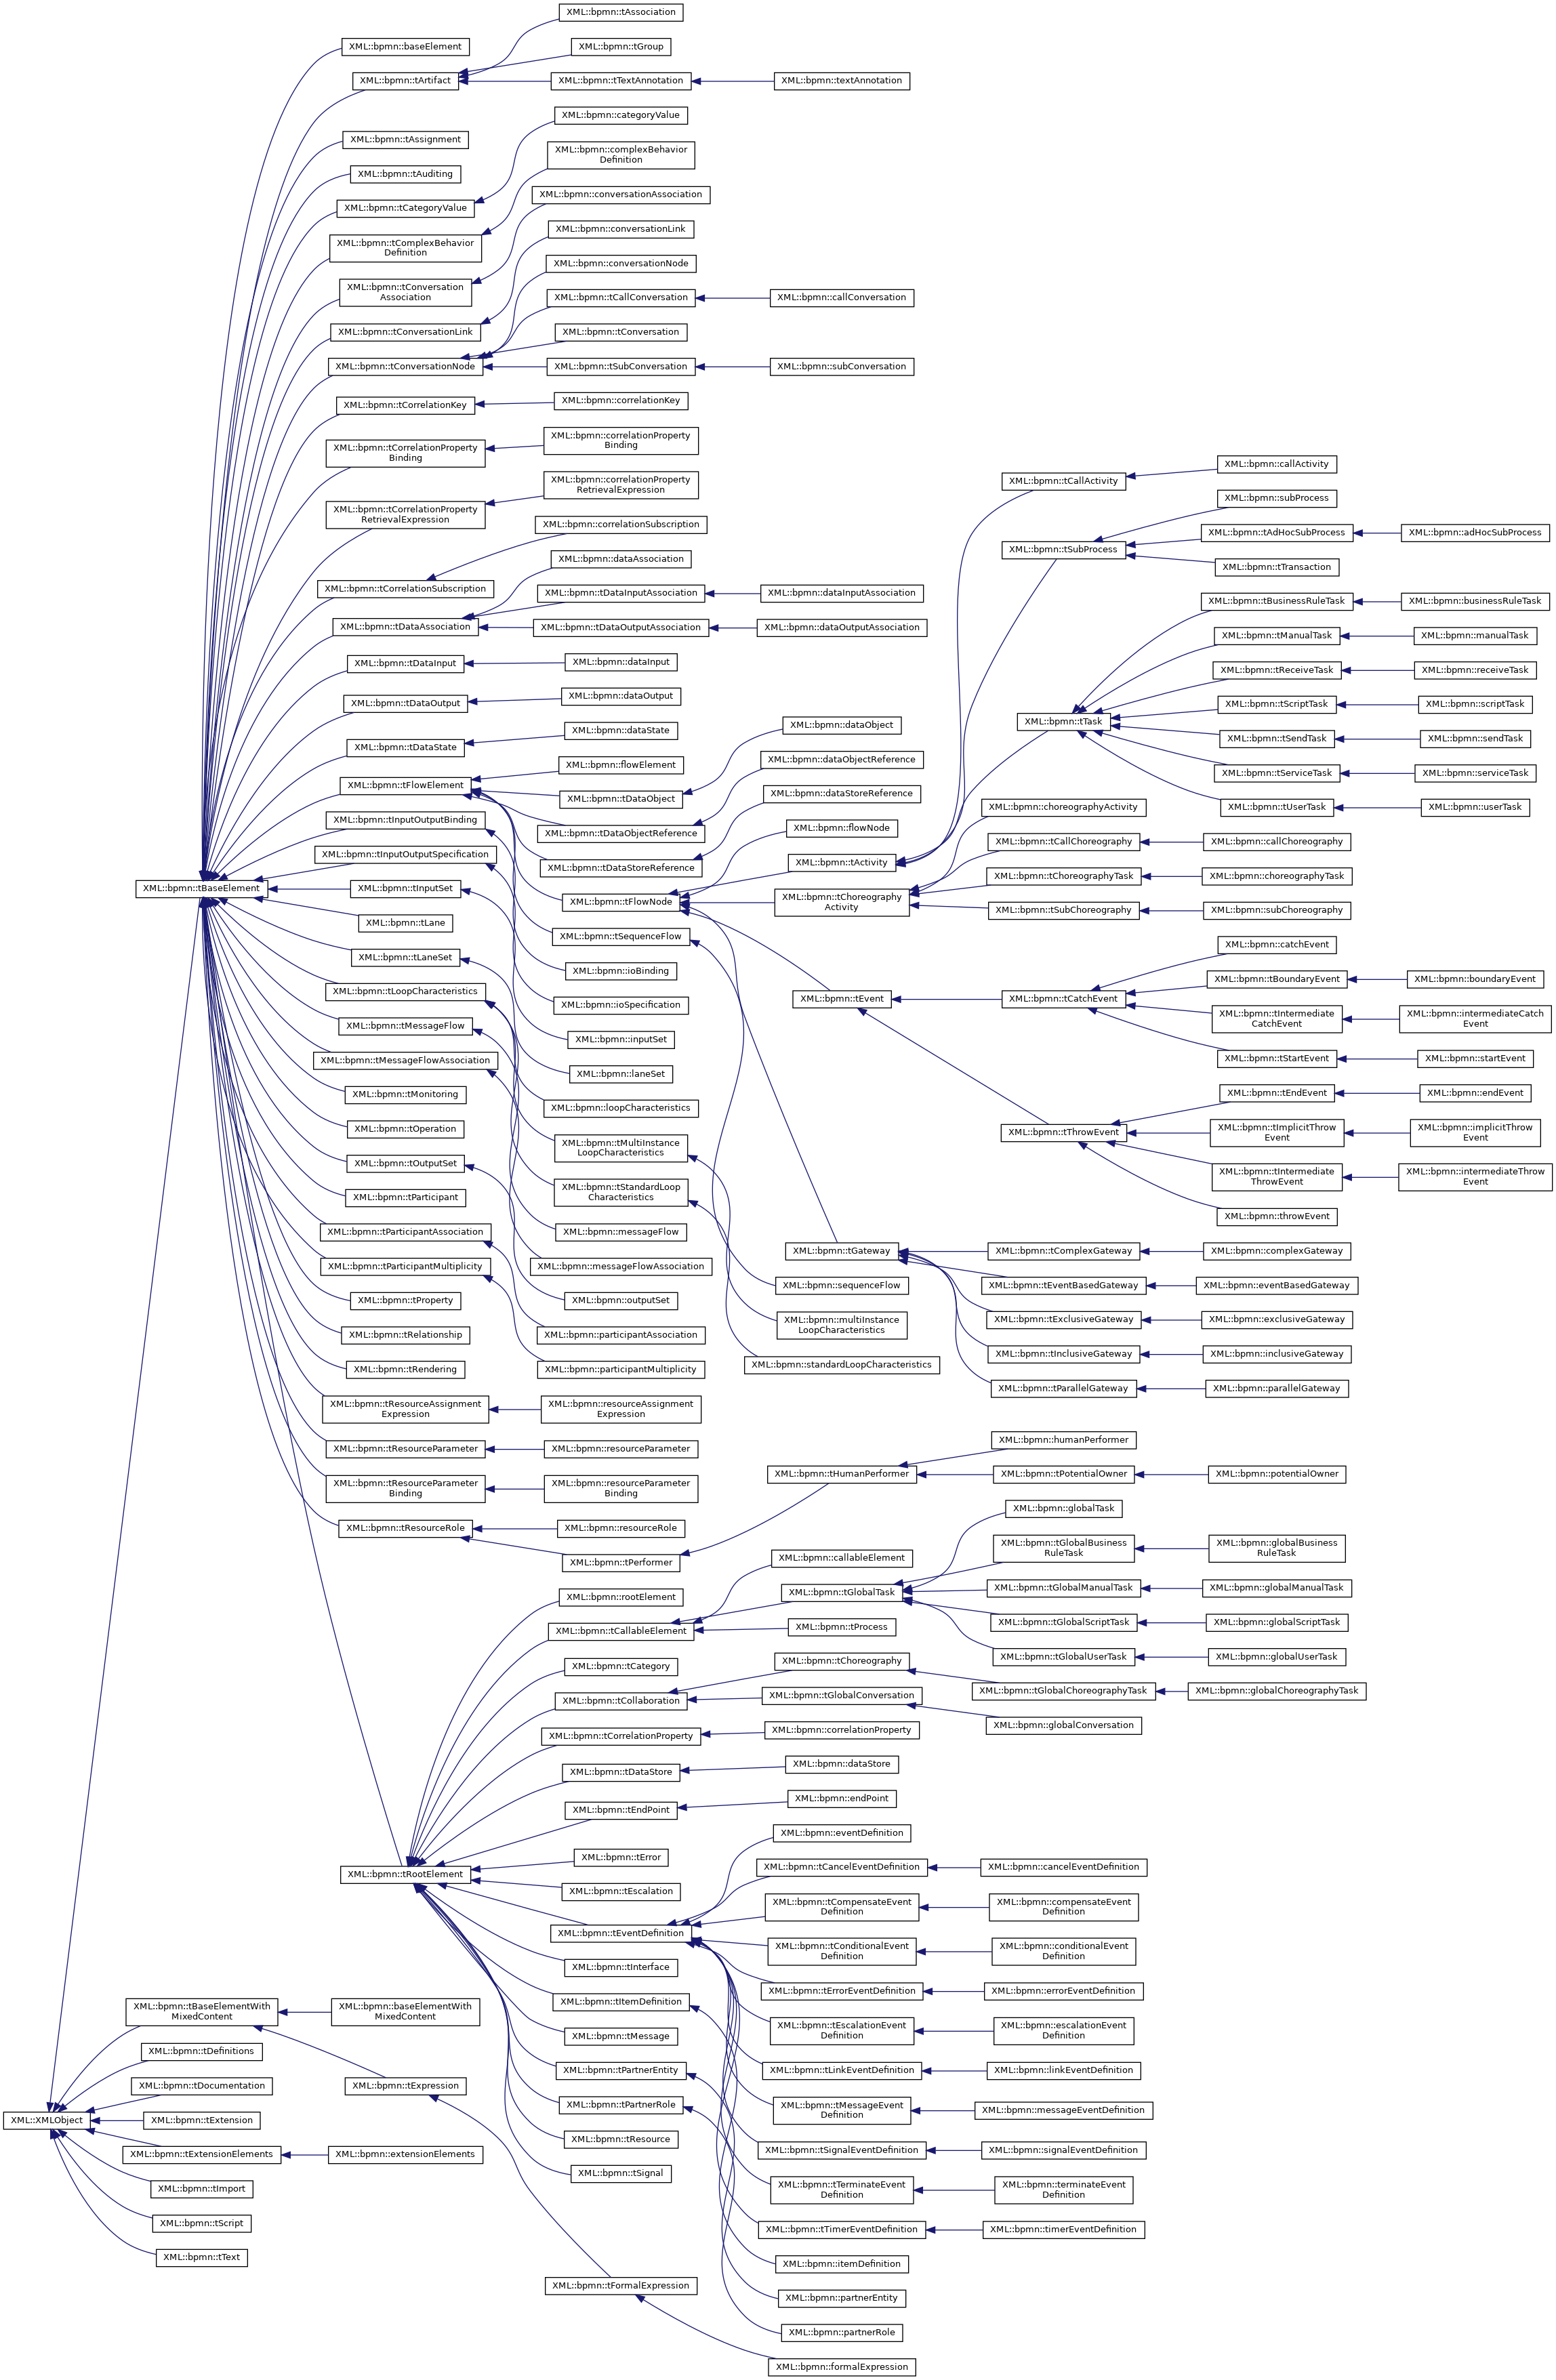 XML::bpmn::tAssociation
XML::bpmn::baseElement
XML::bpmn::tGroup
XML::bpmn::tArtifact
XML::bpmn::tTextAnnotation
XML::bpmn::textAnnotation
XML::bpmn::categoryValue
XML::bpmn::tAssignment
XML::bpmn::complexBehavior
Definition
XML::bpmn::tAuditing
XML::bpmn::conversationAssociation
XML::bpmn::tCategoryValue
XML::bpmn::conversationLink
XML::bpmn::tComplexBehavior
Definition
XML::bpmn::conversationNode
XML::bpmn::tConversation
Association
XML::bpmn::tCallConversation
XML::bpmn::callConversation
XML::bpmn::tConversationLink
XML::bpmn::tConversation
XML::bpmn::tConversationNode
XML::bpmn::tSubConversation
XML::bpmn::subConversation
XML::bpmn::tCorrelationKey
XML::bpmn::correlationKey
XML::bpmn::tCorrelationProperty
Binding
XML::bpmn::correlationProperty
Binding
XML::bpmn::callActivity
XML::bpmn::tCallActivity
XML::bpmn::correlationProperty
RetrievalExpression
XML::bpmn::subProcess
XML::bpmn::tCorrelationProperty
RetrievalExpression
XML::bpmn::correlationSubscription
XML::bpmn::tAdHocSubProcess
XML::bpmn::adHocSubProcess
XML::bpmn::tSubProcess
XML::bpmn::dataAssociation
XML::bpmn::tTransaction
XML::bpmn::tCorrelationSubscription
XML::bpmn::tDataInputAssociation
XML::bpmn::dataInputAssociation
XML::bpmn::tBusinessRuleTask
XML::bpmn::businessRuleTask
XML::bpmn::tDataAssociation
XML::bpmn::tDataOutputAssociation
XML::bpmn::dataOutputAssociation
XML::bpmn::tManualTask
XML::bpmn::manualTask
XML::bpmn::tDataInput
XML::bpmn::dataInput
XML::bpmn::tReceiveTask
XML::bpmn::receiveTask
XML::bpmn::tDataOutput
XML::bpmn::dataOutput
XML::bpmn::tScriptTask
XML::bpmn::scriptTask
XML::bpmn::tTask
XML::bpmn::dataObject
XML::bpmn::dataState
XML::bpmn::tSendTask
XML::bpmn::sendTask
XML::bpmn::tDataState
XML::bpmn::flowElement
XML::bpmn::dataObjectReference
XML::bpmn::tServiceTask
XML::bpmn::serviceTask
XML::bpmn::tFlowElement
XML::bpmn::tDataObject
XML::bpmn::dataStoreReference
XML::bpmn::tUserTask
XML::bpmn::userTask
XML::bpmn::choreographyActivity
XML::bpmn::tInputOutputBinding
XML::bpmn::tDataObjectReference
XML::bpmn::flowNode
XML::bpmn::tCallChoreography
XML::bpmn::callChoreography
XML::bpmn::tInputOutputSpecification
XML::bpmn::tDataStoreReference
XML::bpmn::tActivity
XML::bpmn::tChoreographyTask
XML::bpmn::choreographyTask
XML::bpmn::tBaseElement
XML::bpmn::tInputSet
XML::bpmn::tFlowNode
XML::bpmn::tChoreography
Activity
XML::bpmn::tSubChoreography
XML::bpmn::subChoreography
XML::bpmn::tLane
XML::bpmn::tSequenceFlow
XML::bpmn::catchEvent
XML::bpmn::tLaneSet
XML::bpmn::ioBinding
XML::bpmn::tBoundaryEvent
XML::bpmn::boundaryEvent
XML::bpmn::tLoopCharacteristics
XML::bpmn::ioSpecification
XML::bpmn::tEvent
XML::bpmn::tCatchEvent
XML::bpmn::tIntermediate
CatchEvent
XML::bpmn::intermediateCatch
Event
XML::bpmn::tMessageFlow
XML::bpmn::inputSet
XML::bpmn::tMessageFlowAssociation
XML::bpmn::tStartEvent
XML::bpmn::startEvent
XML::bpmn::laneSet
XML::bpmn::tMonitoring
XML::bpmn::tEndEvent
XML::bpmn::endEvent
XML::bpmn::loopCharacteristics
XML::bpmn::tOperation
XML::bpmn::tThrowEvent
XML::bpmn::tImplicitThrow
Event
XML::bpmn::implicitThrow
Event
XML::bpmn::tMultiInstance
LoopCharacteristics
XML::bpmn::tOutputSet
XML::bpmn::tIntermediate
ThrowEvent
XML::bpmn::intermediateThrow
Event
XML::bpmn::tStandardLoop
Characteristics
XML::bpmn::tParticipant
XML::bpmn::throwEvent
XML::bpmn::tParticipantAssociation
XML::bpmn::messageFlow
XML::bpmn::tGateway
XML::bpmn::tComplexGateway
XML::bpmn::complexGateway
XML::bpmn::tParticipantMultiplicity
XML::bpmn::messageFlowAssociation
XML::bpmn::sequenceFlow
XML::bpmn::tEventBasedGateway
XML::bpmn::eventBasedGateway
XML::bpmn::tProperty
XML::bpmn::outputSet
XML::bpmn::multiInstance
LoopCharacteristics
XML::bpmn::tExclusiveGateway
XML::bpmn::exclusiveGateway
XML::bpmn::tRelationship
XML::bpmn::participantAssociation
XML::bpmn::tInclusiveGateway
XML::bpmn::inclusiveGateway
XML::bpmn::tRendering
XML::bpmn::participantMultiplicity
XML::bpmn::standardLoopCharacteristics
XML::bpmn::tParallelGateway
XML::bpmn::parallelGateway
XML::bpmn::tResourceAssignment
Expression
XML::bpmn::resourceAssignment
Expression
XML::bpmn::humanPerformer
XML::bpmn::tResourceParameter
XML::bpmn::resourceParameter
XML::bpmn::tHumanPerformer
XML::bpmn::tPotentialOwner
XML::bpmn::potentialOwner
XML::bpmn::tResourceParameter
Binding
XML::bpmn::resourceParameter
Binding
XML::bpmn::globalTask
XML::bpmn::tResourceRole
XML::bpmn::resourceRole
XML::bpmn::tGlobalBusiness
RuleTask
XML::bpmn::globalBusiness
RuleTask
XML::bpmn::tPerformer
XML::bpmn::callableElement
XML::bpmn::tGlobalManualTask
XML::bpmn::globalManualTask
XML::bpmn::rootElement
XML::bpmn::tGlobalTask
XML::bpmn::tGlobalScriptTask
XML::bpmn::globalScriptTask
XML::bpmn::tCallableElement
XML::bpmn::tProcess
XML::bpmn::tGlobalUserTask
XML::bpmn::globalUserTask
XML::bpmn::tCategory
XML::bpmn::tChoreography
XML::bpmn::tGlobalChoreographyTask
XML::bpmn::globalChoreographyTask
XML::bpmn::tCollaboration
XML::bpmn::tGlobalConversation
XML::bpmn::globalConversation
XML::bpmn::tCorrelationProperty
XML::bpmn::correlationProperty
XML::bpmn::tDataStore
XML::bpmn::dataStore
XML::bpmn::tEndPoint
XML::bpmn::endPoint
XML::bpmn::eventDefinition
XML::bpmn::tError
XML::bpmn::tCancelEventDefinition
XML::bpmn::cancelEventDefinition
XML::bpmn::tRootElement
XML::bpmn::tEscalation
XML::bpmn::tCompensateEvent
Definition
XML::bpmn::compensateEvent
Definition
XML::bpmn::tEventDefinition
XML::bpmn::tConditionalEvent
Definition
XML::bpmn::conditionalEvent
Definition
XML::bpmn::tInterface
XML::bpmn::tErrorEventDefinition
XML::bpmn::errorEventDefinition
XML::bpmn::tBaseElementWith
MixedContent
XML::bpmn::baseElementWith
MixedContent
XML::bpmn::tItemDefinition
XML::bpmn::tEscalationEvent
Definition
XML::bpmn::escalationEvent
Definition
XML::bpmn::tMessage
XML::bpmn::tDefinitions
XML::bpmn::tPartnerEntity
XML::bpmn::tLinkEventDefinition
XML::bpmn::linkEventDefinition
XML::bpmn::tDocumentation
XML::bpmn::tExpression
XML::bpmn::tPartnerRole
XML::bpmn::tMessageEvent
Definition
XML::bpmn::messageEventDefinition
XML::XMLObject
XML::bpmn::tExtension
XML::bpmn::tResource
XML::bpmn::tSignalEventDefinition
XML::bpmn::signalEventDefinition
XML::bpmn::tExtensionElements
XML::bpmn::extensionElements
XML::bpmn::tSignal
XML::bpmn::tTerminateEvent
Definition
XML::bpmn::terminateEvent
Definition
XML::bpmn::tImport
XML::bpmn::tScript
XML::bpmn::tTimerEventDefinition
XML::bpmn::timerEventDefinition
XML::bpmn::tText
XML::bpmn::itemDefinition
XML::bpmn::tFormalExpression
XML::bpmn::partnerEntity
XML::bpmn::partnerRole
XML::bpmn::formalExpression